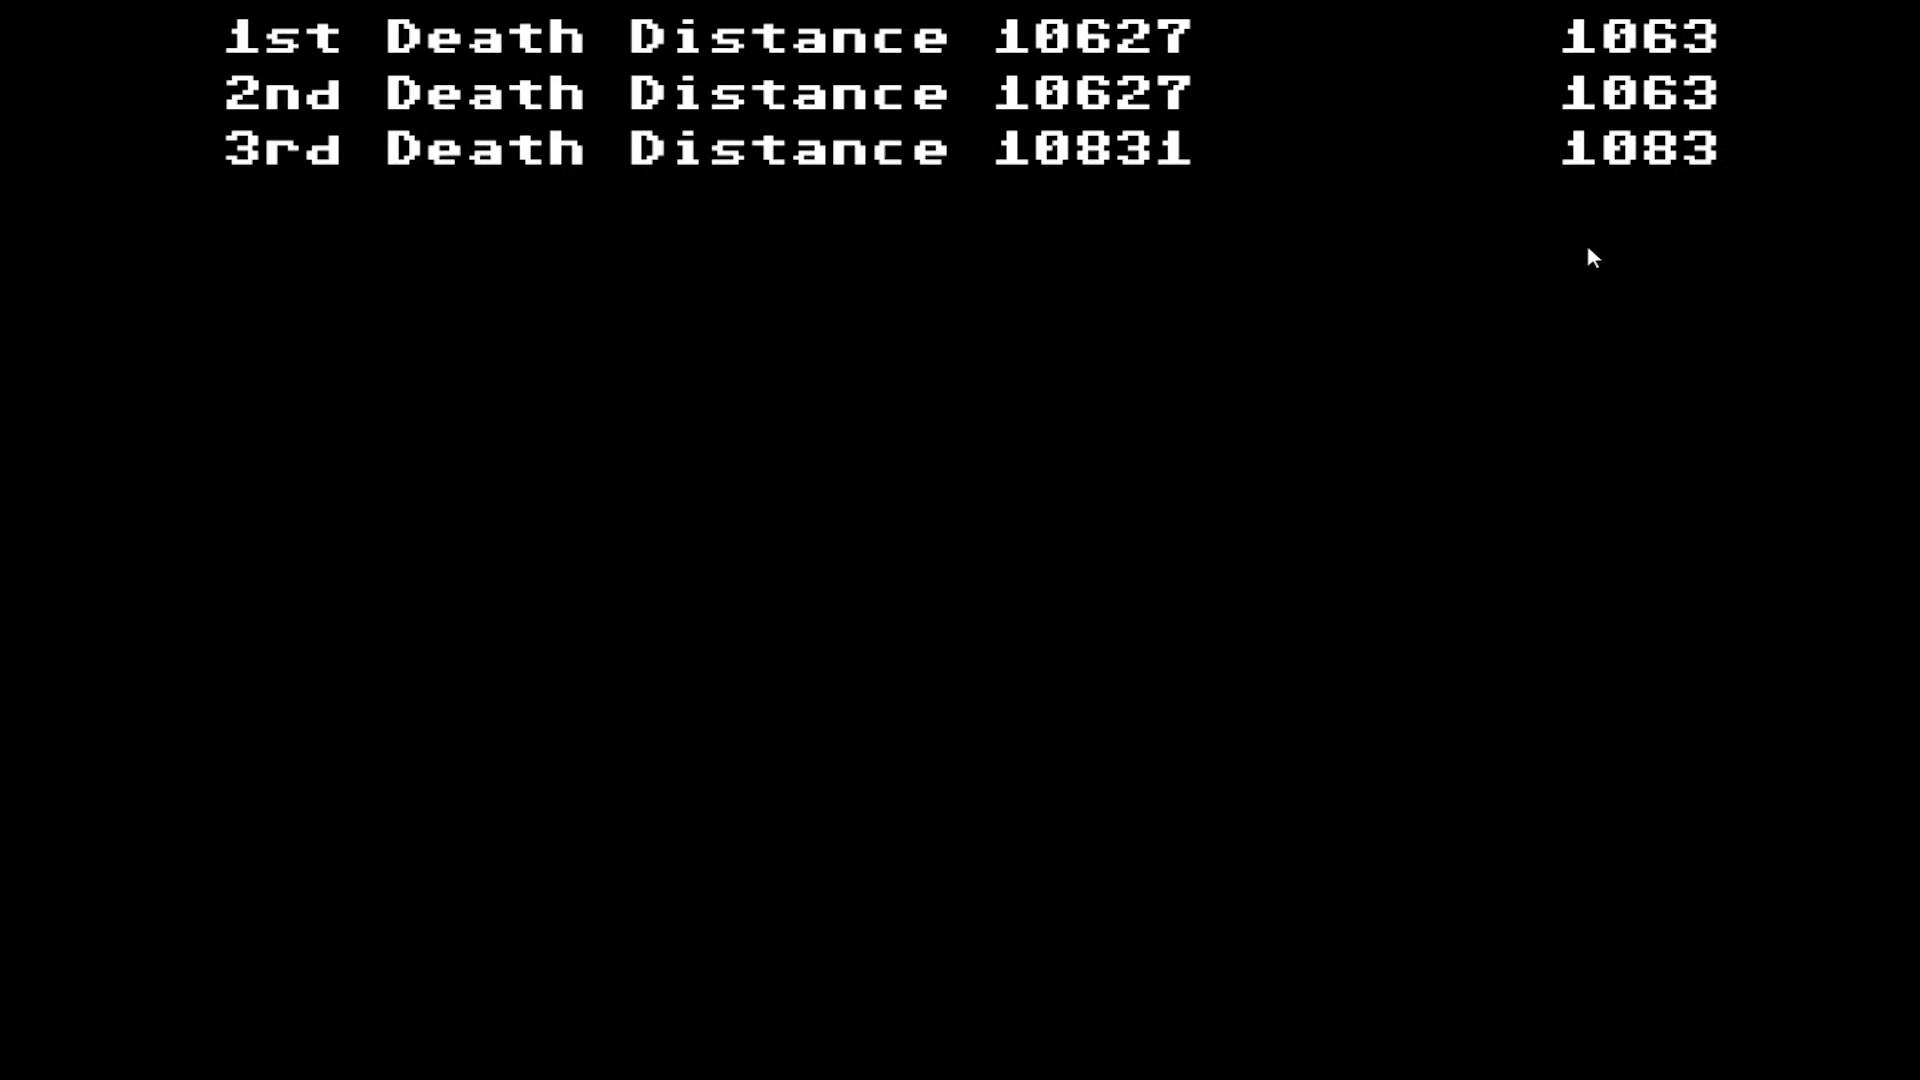 1st Death Distance 10627 1063
2nd Death Distance 10627 1063
3rd Death Distance 10831 1083